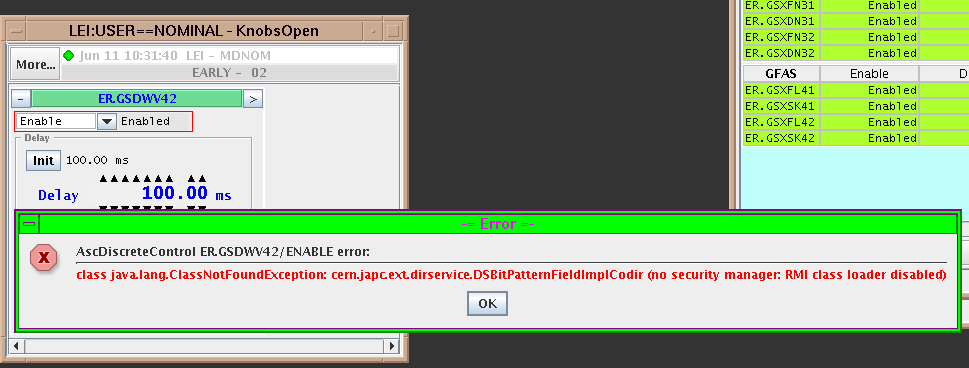 LEI:USER==NOMINAL - KnobsOpen
More...
Jun 11 10:31:40 LEI - MDNOM
EARLY - 02
- ER.GSDWV42 >
Enable Enabled
Delay
Init 100.00 ms
Delay 100.00 ms
ER.GSXFN31 Enabled
ER.GSXDN31 Enabled
ER.GSXFN32 Enabled
ER.GSXDN32 Enabled
GFAS Enable D
ER.GSXFL41 Enabled
ER.GSXSK41 Enabled
ER.GSXFL42 Enabled
ER.GSXSK42 Enabled
-= Error =-
X
AscDiscreteControl ER.GSDWV42/ENABLE error:
class java.lang.ClassNotFoundException: cern.japc.ext.dirservice.DSBitPatternFieldImplCodir (no security manager: RMI class loader disabled)
OK